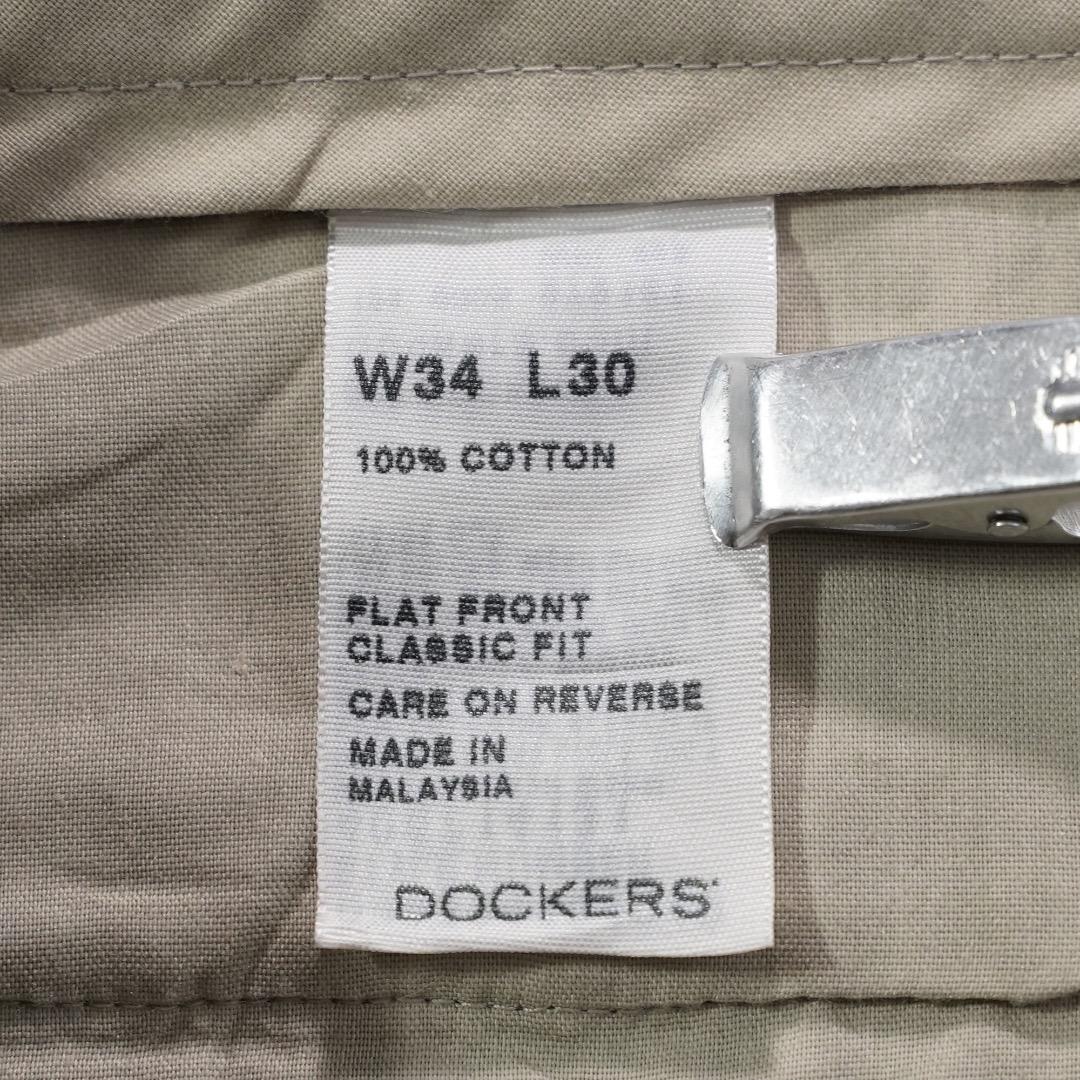 W34 L30
100% COTTON
FLAT FRONT
CLASSIC FIT
CARE ON REVERSE
MADE IN
MALAYSIA
DOCKERS